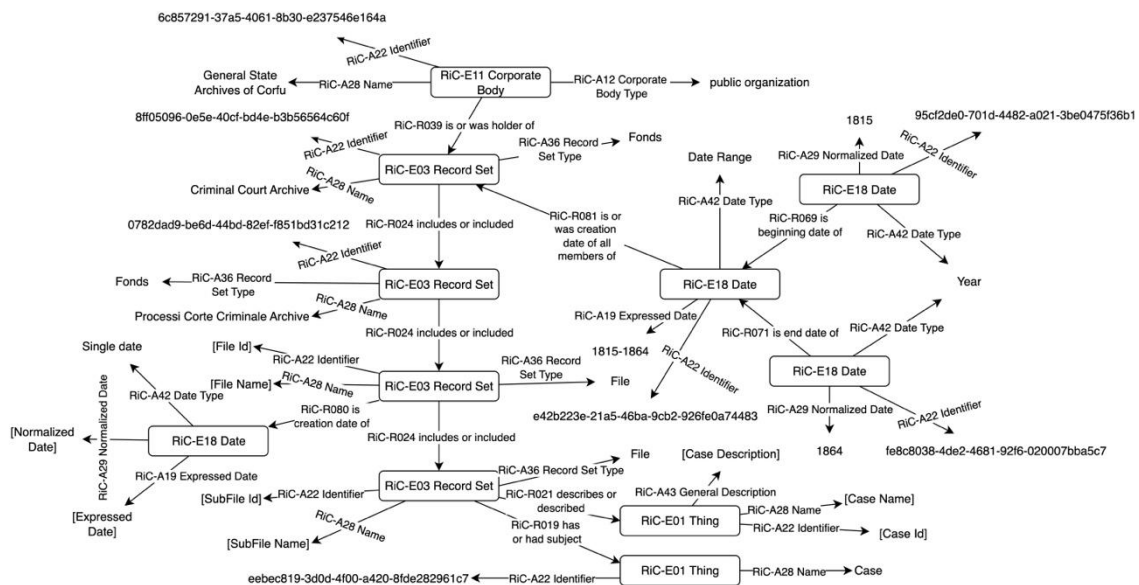 6c857291-37a5-4061-8b30-e237546e164a
RiC-A22 Identifier
General State
Archives of Corfu
RiC-A28 Name
RiC-E11 Corporate
Body
RiC-A12 Corporate
Body Type
public organization
8ff05096-0e5e-40cf-bd4e-b3b56564c60f
RiC-R039 is or was holder of
RiC-A22 Identifier
RiC-A36 Record
Set Type
Fonds
RiC-E03 Record Set
RiC-A28 Name
Criminal Court Archive
1815
95cf2de0-701d-4482-a021-3be0475f36b1
RiC-A29 Normalized Date
RiC-A22 Identifier
RiC-E18 Date
Date Range
RiC-A42 Date Type
RiC-R069 is
beginning date of
RiC-A42 Date Type
Year
RiC-R081 is or
was creation
date of all
members of
RiC-E18 Date
0782dad9-be6d-44bd-82ef-f851bd31c212
RiC-R024 includes or included
RiC-A22 Identifier
Fonds
RiC-A36 Record
Set Type
RiC-E03 Record Set
RiC-A28 Name
Processi Corte Criminale Archive
RiC-R024 includes or included
RiC-A19 Expressed Date
1815-1864
RiC-A22 Identifier
e42b223e-21a5-46ba-9cb2-926fe0a74483
RiC-R071 is end date of
RiC-A42 Date Type
RiC-E18 Date
RiC-A29 Normalized Date
1864
RiC-A22 Identifier
fe8c8038-4de2-4681-92f6-020007bba5c7
Single date
[File Id]
RiC-A22 Identifier
RiC-A36 Record
Set Type
File
[File Name]
RiC-A28 Name
RiC-E03 Record Set
RiC-A42 Date Type
RiC-R080 is
creation date of
RiC-R024 includes or included
RiC-A29 Normalized Date
RiC-E18 Date
[Normalized
Date]
RiC-A19 Expressed Date
[Expressed
Date]
RiC-A36 Record Set Type
File
[Case Description]
RiC-E03 Record Set
[SubFile Id]
RiC-A22 Identifier
RiC-R021 describes or
described
RiC-A43 General Description
RiC-A28 Name
[Case Name]
RiC-E01 Thing
RiC-A22 Identifier
[Case Id]
RiC-A28 Name
[SubFile Name]
RiC-R019 has
or had subject
RiC-E01 Thing
RiC-A28 Name
Case
eebec819-3d0d-4f00-a420-8fde282961c7
RiC-A22 Identifier